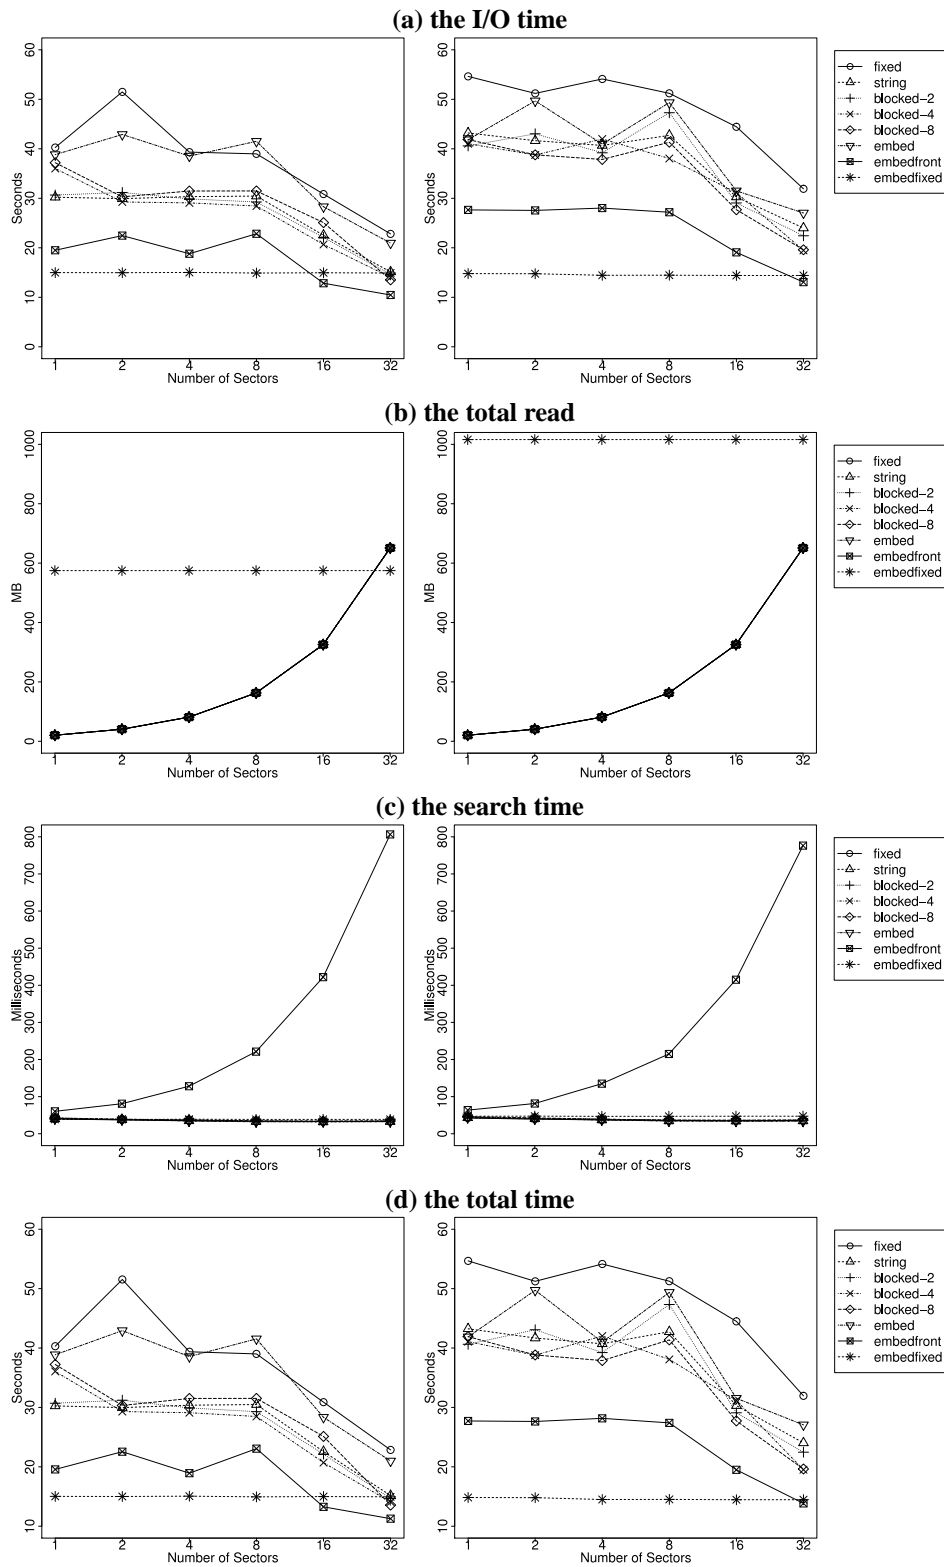 (a) the I/O time
60
50
40
30
20
10
0
Seconds
1 2 4 8 16 32
Number of Sectors
60
50
40
30
20
10
0
Seconds
1 2 4 8 16 32
Number of Sectors
fixed
string
blocked-2
blocked-4
blocked-8
embed
embedfront
embedfixed
(b) the total read
1000
800
600
400
200
0
MB
1 2 4 8 16 32
Number of Sectors
1000
800
600
400
200
0
MB
1 2 4 8 16 32
Number of Sectors
fixed
string
blocked-2
blocked-4
blocked-8
embed
embedfront
embedfixed
(c) the search time
800
700
600
500
400
300
200
100
0
Milliseconds
1 2 4 8 16 32
Number of Sectors
800
700
600
500
400
300
200
100
0
Milliseconds
1 2 4 8 16 32
Number of Sectors
fixed
string
blocked-2
blocked-4
blocked-8
embed
embedfront
embedfixed
(d) the total time
60
50
40
30
20
10
Seconds
1 2 4 8 16 32
Number of Sectors
60
50
40
30
20
10
Seconds
1 2 4 8 16 32
Number of Sectors
fixed
string
blocked-2
blocked-4
blocked-8
embed
embedfront
embedfixed